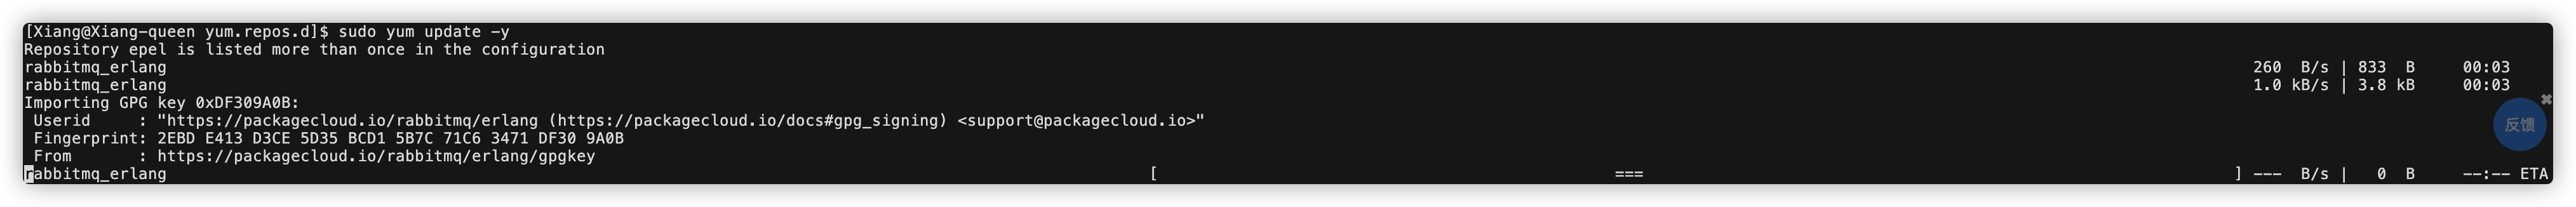 [Xiang@Xiang-queen yum.repos.d]$ sudo yum update -y
Repository epel is listed more than once in the configuration
rabbitmq_erlang 260 B/s | 833 B 00:03
rabbitmq_erlang 1.0 kB/s | 3.8 kB 00:03
Importing GPG key 0xDF309A0B:
Userid : "https://packagecloud.io/rabbitmq/erlang (https://packagecloud.io/docs#gpg_signing) <support@packagecloud.io>"
Fingerprint: 2EBD E413 D3CE 5D35 BCD1 5B7C 71C6 3471 DF30 9A0B
From : https://packagecloud.io/rabbitmq/erlang/gpgkey
rabbitmq_erlang [ === ] --- B/s | 0 B --:-- ETA
反馈